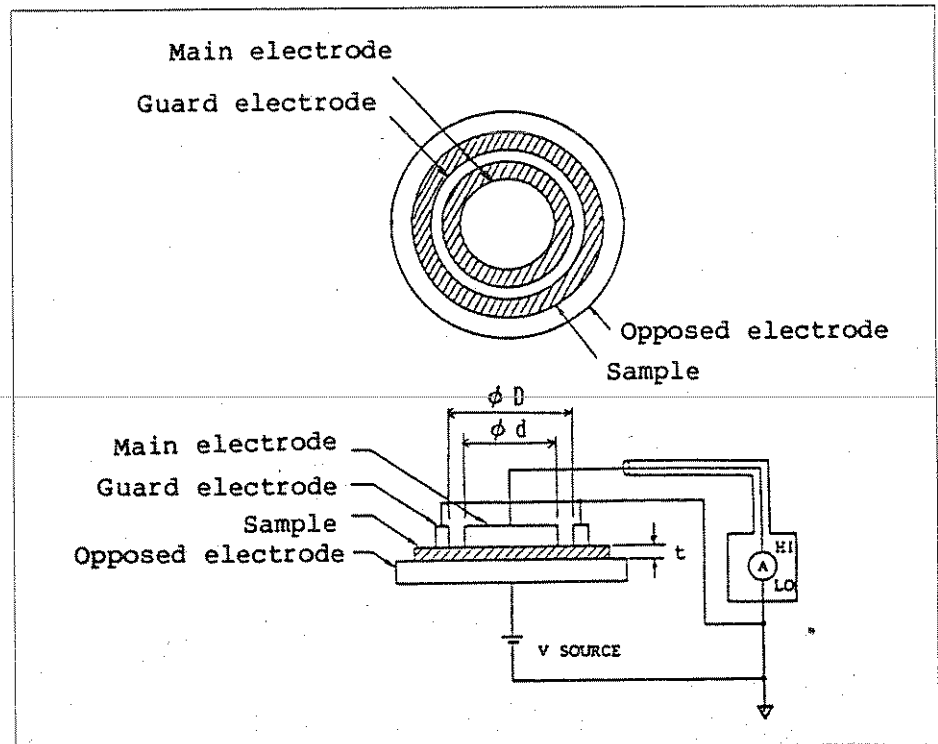 Main electrode
Guard electrode
Opposed electrode
Sample
φ D
φ d
Main electrode
Guard electrode
Sample
Opposed electrode
t
HI
A
LO
V SOURCE